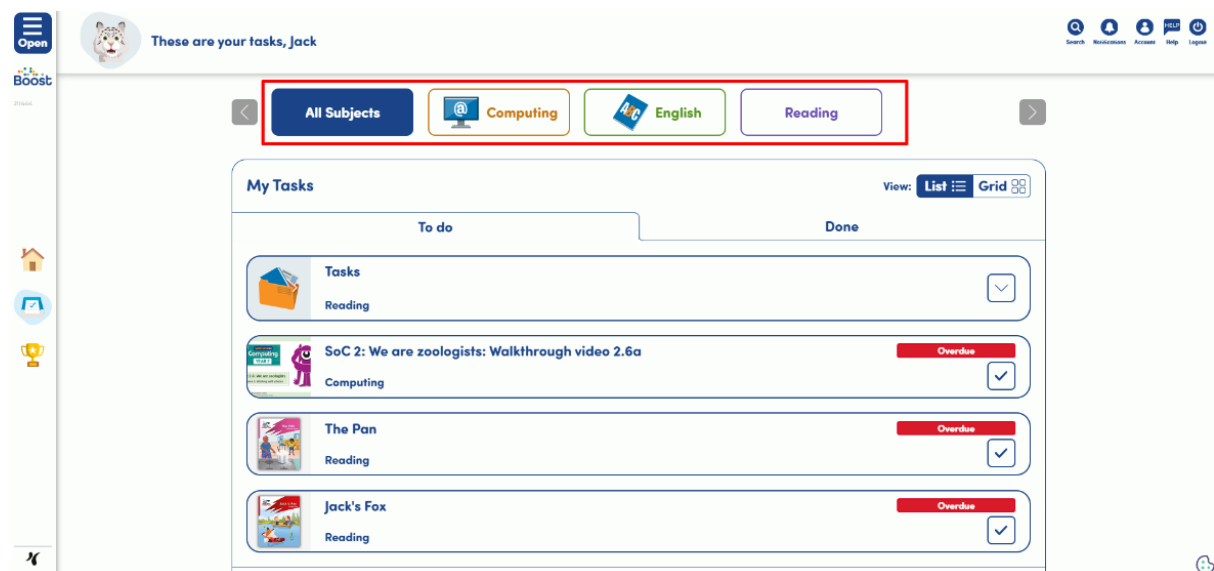 Open
Boost
These are your tasks, Jack
Search Notifications Account HELP Help Logout
All Subjects
@ Computing
ABC English
Reading
My Tasks
View: List Grid
To do
Done
Tasks
Reading
Computing
SoC 2: We are zoologists: Walkthrough video 2.6a
Overdue
Computing
The Pan
Overdue
Reading
Jack's Fox
Overdue
Reading